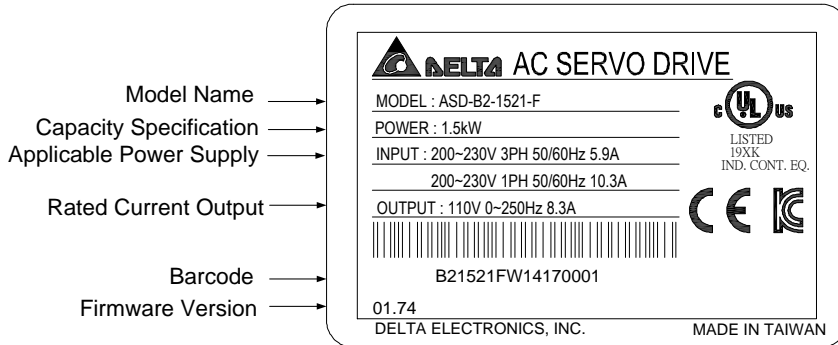 DELTA AC SERVO DRIVE
Model Name
MODEL : ASD-B2-1521-F
Capacity Specification
POWER : 1.5kW
Applicable Power Supply
INPUT : 200~230V 3PH 50/60Hz 5.9A
200~230V 1PH 50/60Hz 10.3A
Rated Current Output
OUTPUT : 110V 0~250Hz 8.3A
c UL US
LISTED
19XK
IND. CONT. EQ.
CE KC
Barcode
B21521FW14170001
Firmware Version
01.74
DELTA ELECTRONICS, INC.
MADE IN TAIWAN